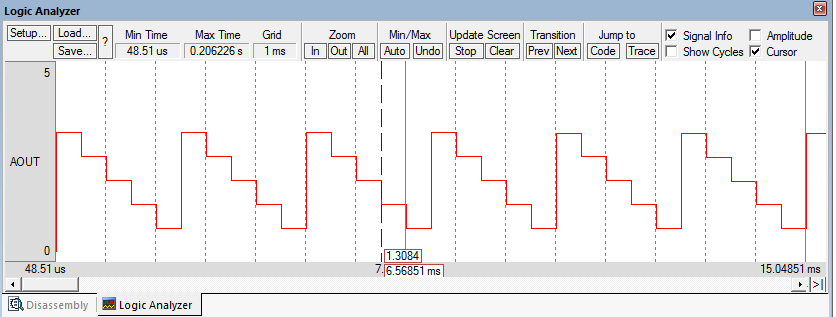 Logic Analyzer
Setup... Load... Min Time Max Time Grid Zoom Min/Max Update Screen Transition Jump to Signal Info Amplitude
Save... ? 48.51 us 0.206226 s 1 ms In Out All Auto Undo Stop Clear Prev Next Code Trace Show Cycles Cursor
5
AOUT
0
1.3084
48.51 us 7. 6.56851 ms 15.04851 ms
Disassembly Logic Analyzer